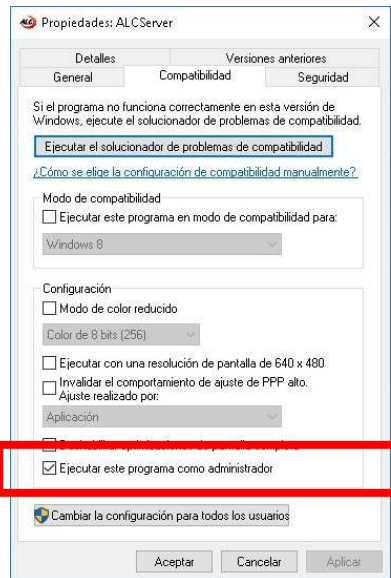 Propiedades: ALCServer
Detalles
Versiones anteriores
General
Compatibilidad
Seguridad
Si el programa no funciona correctamente en esta versión de
Windows, ejecute el solucionador de problemas de compatibilidad.
Ejecutar el solucionador de problemas de compatibilidad
¿Cómo se elige la configuración de compatibilidad manualmente?
Modo de compatibilidad
Ejecutar este programa en modo de compatibilidad para:
Windows 8
Configuración
Modo de color reducido
Color de 8 bits (256)
Ejecutar con una resolución de pantalla de 640 x 480
Invalidar el comportamiento de ajuste de PPP alto.
Ajuste realizado por:
Aplicación
Ejecutar este programa como administrador
Cambiar la configuración para todos los usuarios
Aceptar
Cancelar
Aplicar